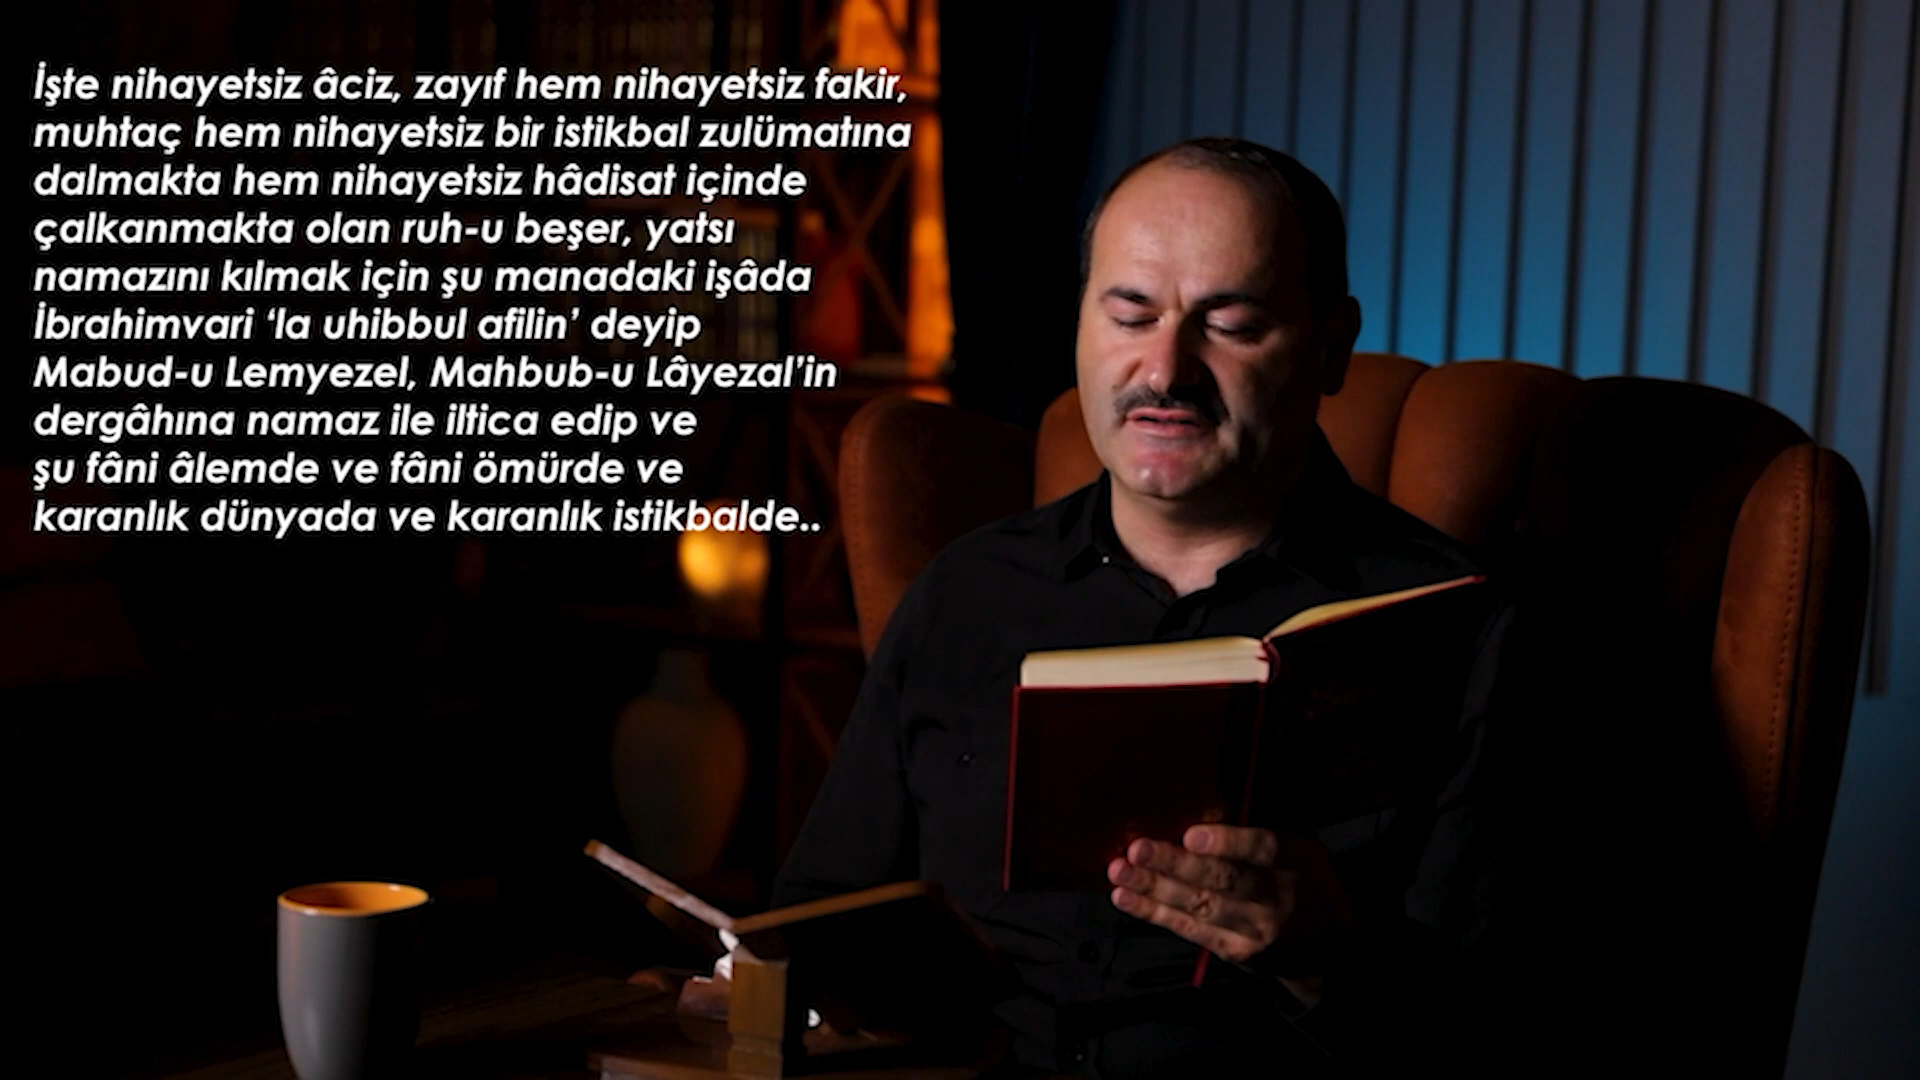 İşte nihayetsiz âciz, zayıf hem nihayetsiz fakir,
muhtaç hem nihayetsiz bir istikbal zulümatına
dalmakta hem nihayetsiz hâdisat içinde
çalkanmakta olan ruh-u beşer, yatsı
namazını kılmak için şu manadaki işâda
İbrahimvari ‘la uhibbul afilin’ deyip
Mabud-u Lemyezel, Mahbub-u Lâyezal’in
dergâhına namaz ile iltica edip ve
şu fâni âlemde ve fâni ömürde ve
karanlık dünyada ve karanlık istikbalde..